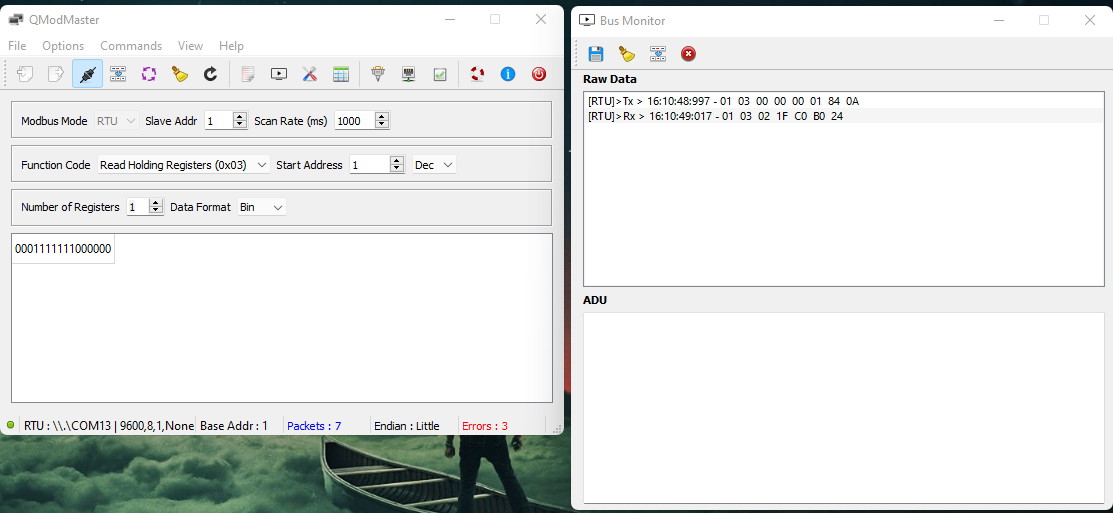 QModMaster
File Options Commands View Help
Modbus Mode RTU Slave Addr 1 Scan Rate (ms) 1000
Function Code Read Holding Registers (0x03) Start Address 1 Dec
Number of Registers 1 Data Format Bin
0001111111000000
RTU : \\.\COM13 | 9600,8,1,None Base Addr : 1 Packets : 7 Endian : Little Errors : 3
Bus Monitor
Raw Data
[RTU]>Tx > 16:10:48:997 - 01 03 00 00 00 01 84 0A
[RTU]>Rx > 16:10:49:017 - 01 03 02 1F C0 B0 24
ADU